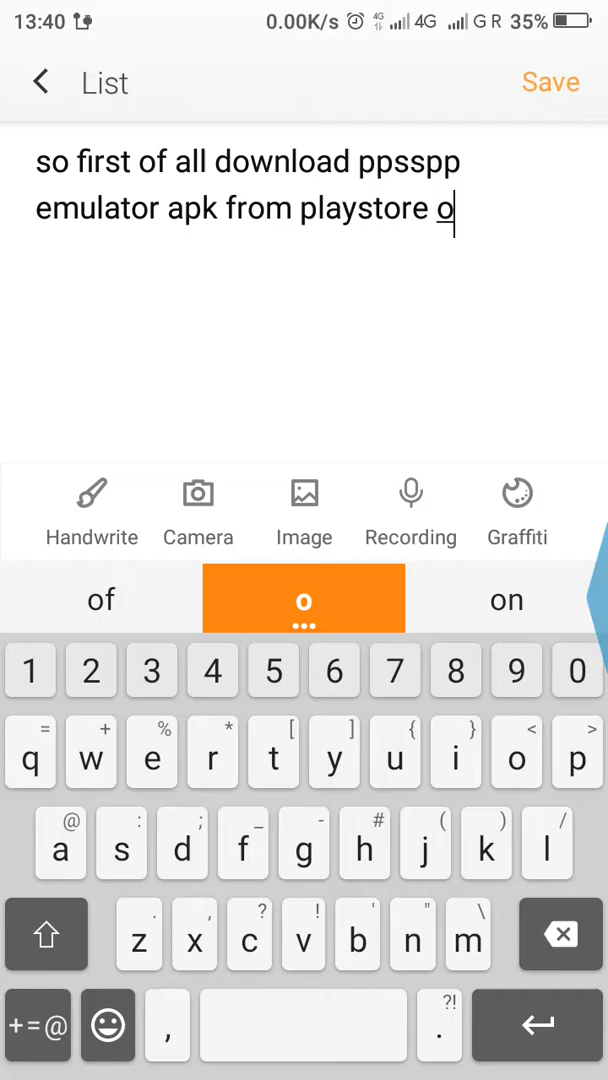 13:40 0.00K/s 4G 4G G R 35%
List Save
so first of all download ppsspp
emulator apk from playstore o
Handwrite Camera Image Recording Graffiti
of o on
1 2 3 4 5 6 7 8 9 0
= + % * [ ] { } < >
q w e r t y u i o p
@ : ; _ - # ( ) /
a s d f g h j k l
. , ? ! ' " \
z x c v b n m
?!
+=@ , .